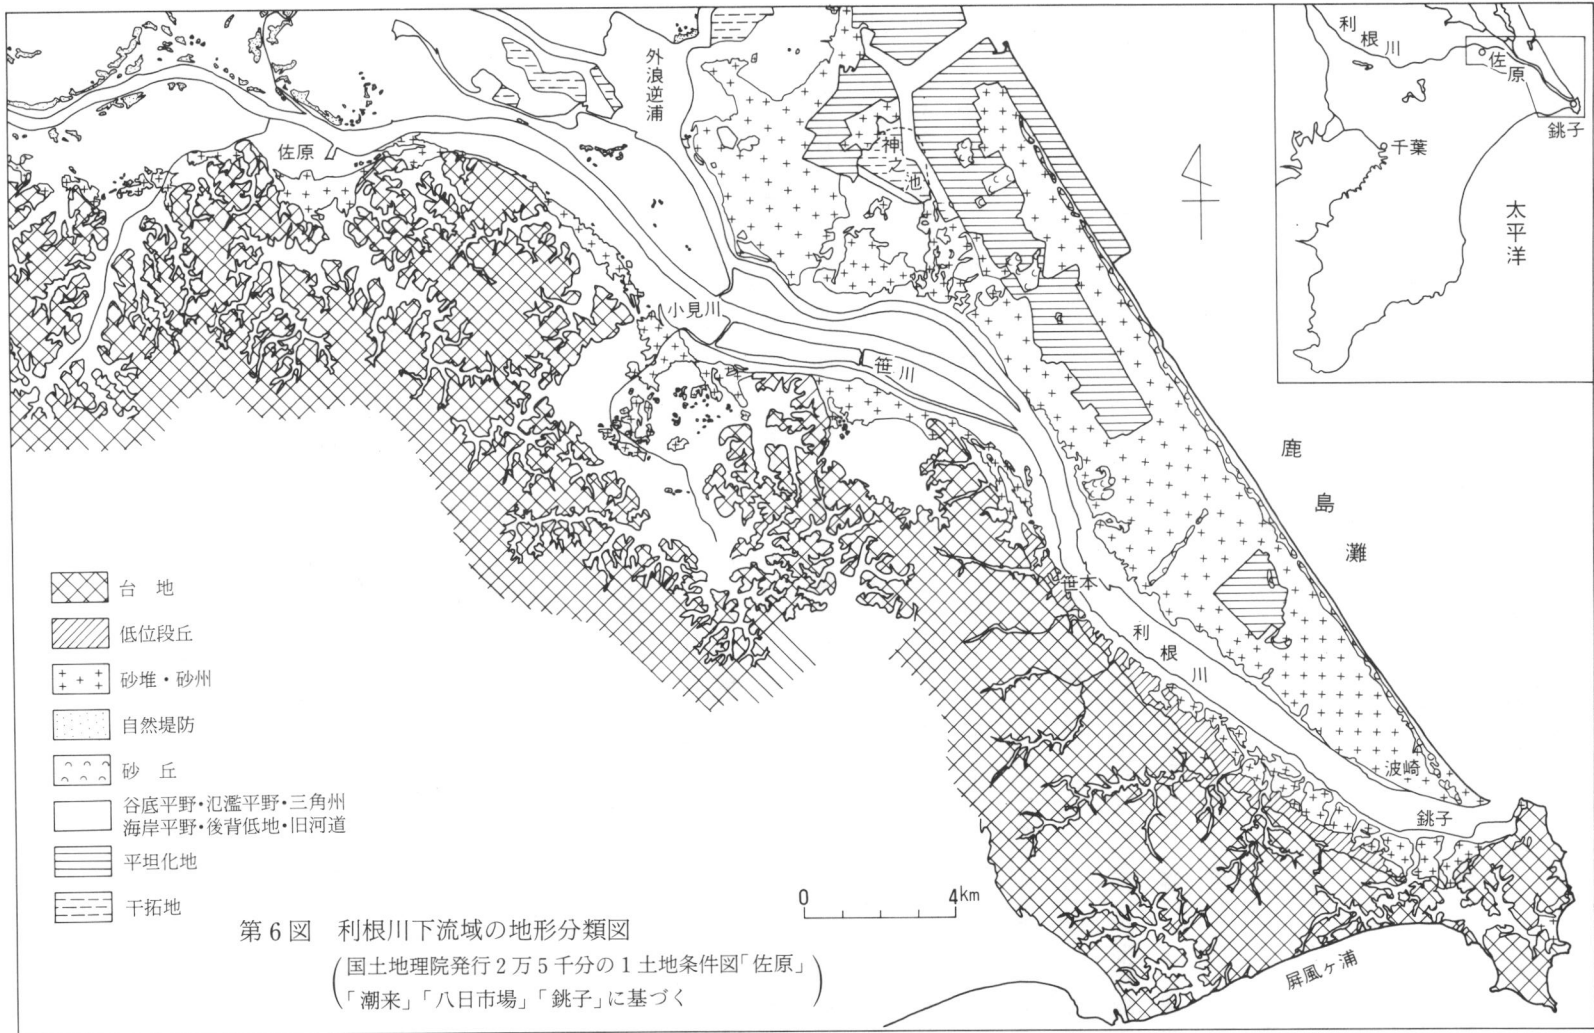 外浪逆浦
神之池
佐原
小見川
笹川
笹本
利根川
波崎
銚子
屏風ヶ浦
鹿島灘
利根川
佐原
銚子
千葉
太平洋
台 地
低位段丘
砂堆・砂州
自然堤防
砂 丘
谷底平野・氾濫平野・三角州
海岸平野・後背低地・旧河道
平坦化地
干拓地
0 4km
第6図 利根川下流域の地形分類図
(国土地理院発行2万5千分の1土地条件図「佐原」
「潮来」「八日市場」「銚子」に基づく)